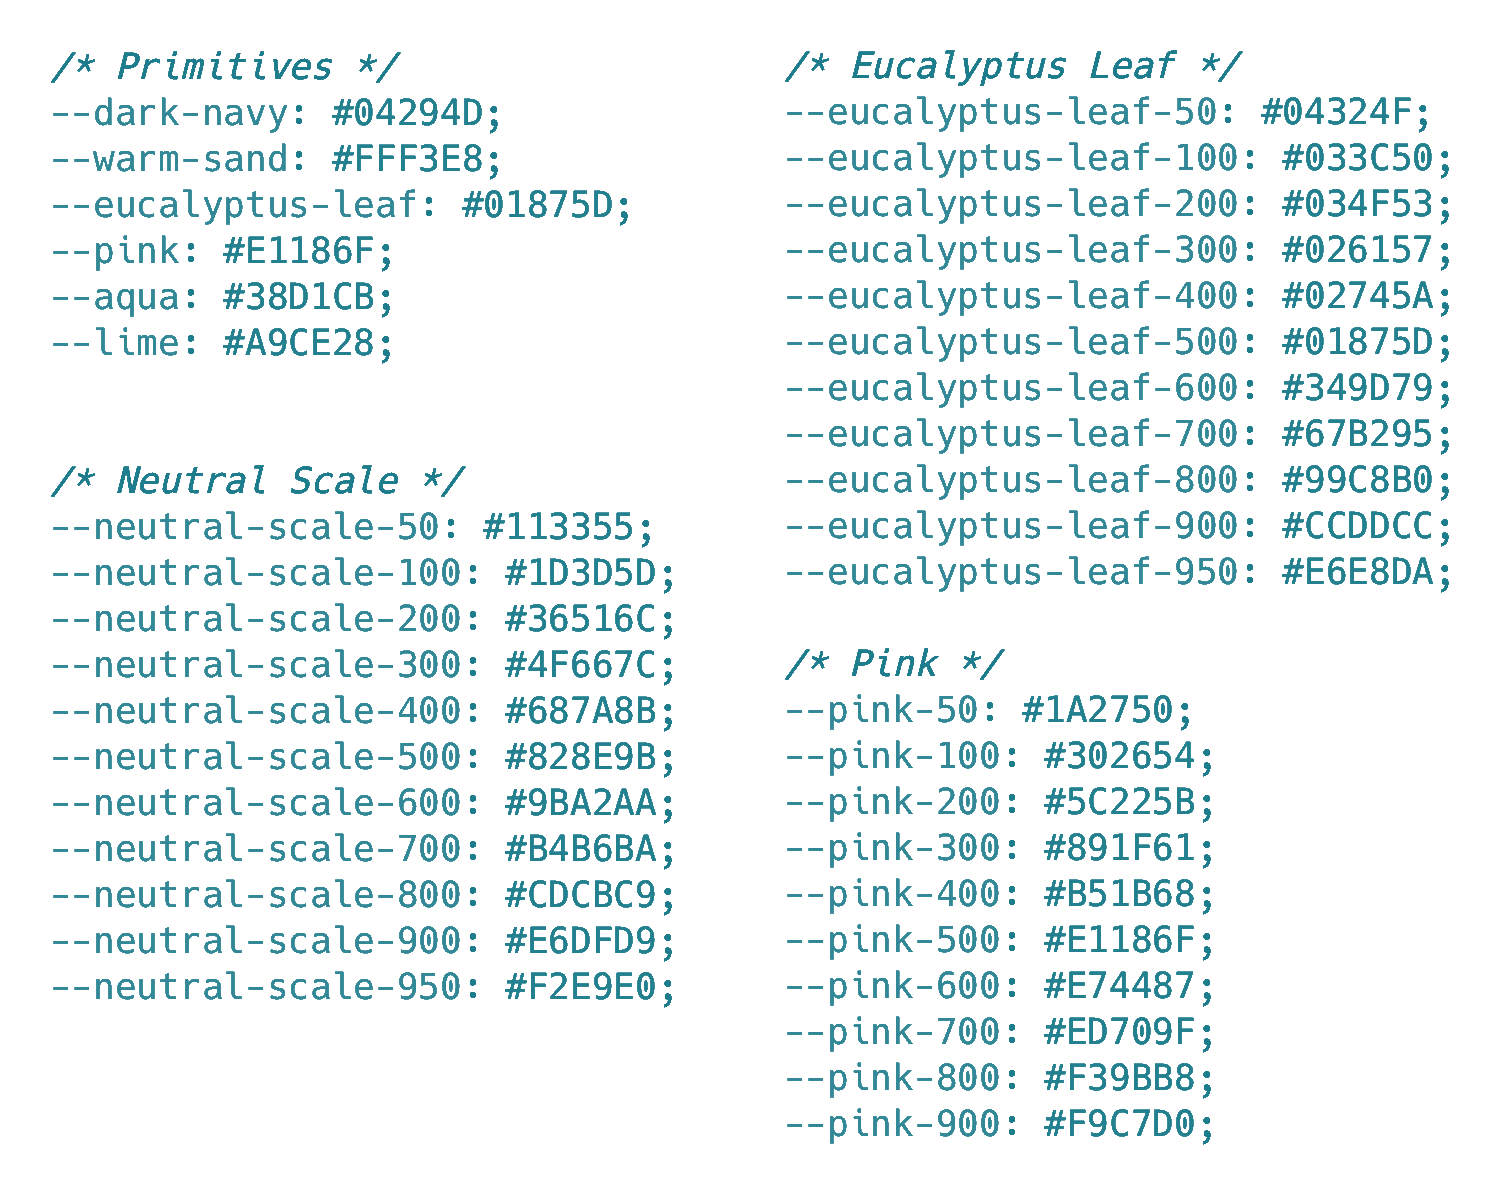 /* Primitives */
--dark-navy: #04294D;
--warm-sand: #FFF3E8;
--eucalyptus-leaf: #01875D;
--pink: #E1186F;
--aqua: #38D1CB;
--lime: #A9CE28;
/* Neutral Scale */
--neutral-scale-50: #113355;
--neutral-scale-100: #1D3D5D;
--neutral-scale-200: #36516C;
--neutral-scale-300: #4F667C;
--neutral-scale-400: #687A8B;
--neutral-scale-500: #828E9B;
--neutral-scale-600: #9BA2AA;
--neutral-scale-700: #B4B6BA;
--neutral-scale-800: #CDCBC9;
--neutral-scale-900: #E6DFD9;
--neutral-scale-950: #F2E9E0;
/* Eucalyptus Leaf */
--eucalyptus-leaf-50: #04324F;
--eucalyptus-leaf-100: #033C50;
--eucalyptus-leaf-200: #034F53;
--eucalyptus-leaf-300: #026157;
--eucalyptus-leaf-400: #02745A;
--eucalyptus-leaf-500: #01875D;
--eucalyptus-leaf-600: #349D79;
--eucalyptus-leaf-700: #67B295;
--eucalyptus-leaf-800: #99C8B0;
--eucalyptus-leaf-900: #CCDDCC;
--eucalyptus-leaf-950: #E6E8DA;
/* Pink */
--pink-50: #1A2750;
--pink-100: #302654;
--pink-200: #5C225B;
--pink-300: #891F61;
--pink-400: #B51B68;
--pink-500: #E1186F;
--pink-600: #E74487;
--pink-700: #ED709F;
--pink-800: #F39BB8;
--pink-900: #F9C7D0;